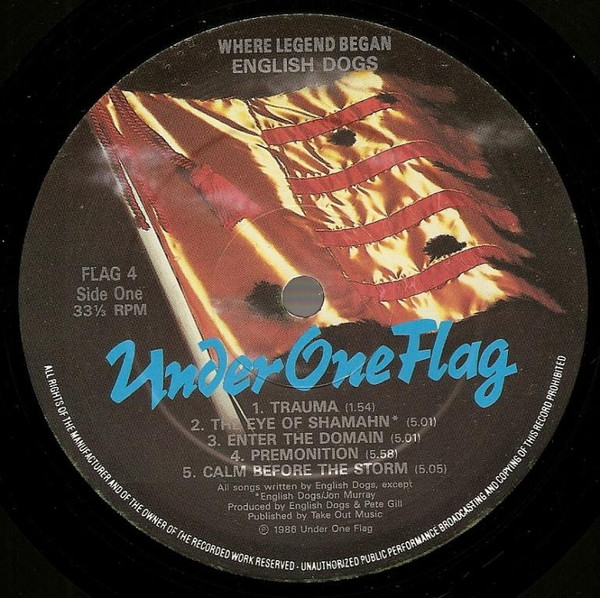 WHERE LEGEND BEGAN
ENGLISH DOGS
FLAG 4
Side One
33⅓ RPM
Under One Flag
1. TRAUMA (1.54)
2. THE EYE OF SHAMAHN* (5.01)
3. ENTER THE DOMAIN (5.01)
4. PREMONITION (5.58)
5. CALM BEFORE THE STORM (5.05)
All songs written by English Dogs, except
*English Dogs/Jon Murray
Produced by English Dogs & Pete Gill
Published by Take Out Music
℗ 1986 Under One Flag
ALL RIGHTS OF THE MANUFACTURER AND OF THE OWNER OF THE RECORDED WORK RESERVED - UNAUTHORIZED PUBLIC PERFORMANCE BROADCASTING AND COPYING OF THIS RECORD PROHIBITED